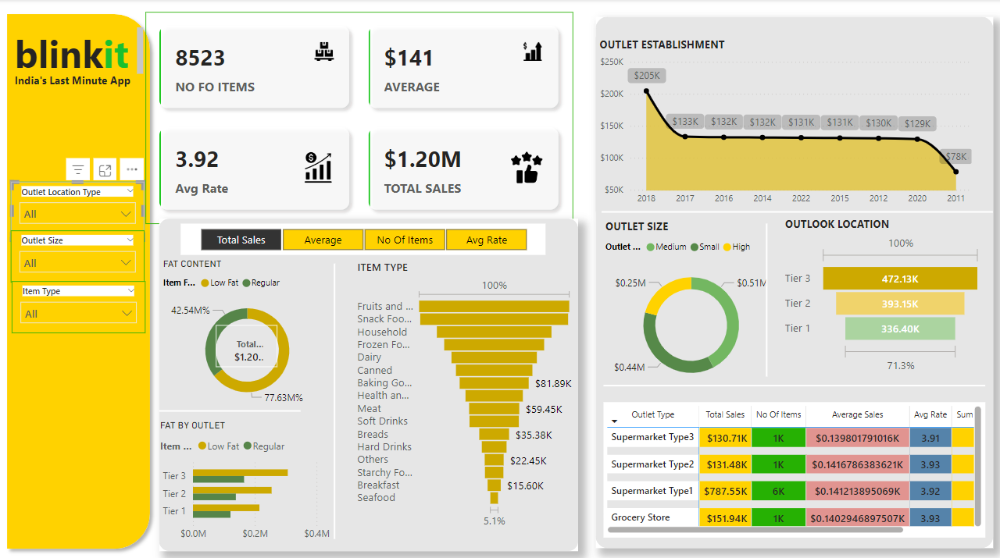 blinkit
India's Last Minute App
Outlet Location Type
All
Outlet Size
All
Item Type
All
8523
NO FO ITEMS
$141
AVERAGE
3.92
Avg Rate
$1.20M
TOTAL SALES
Total Sales
Average
No Of Items
Avg Rate
FAT CONTENT
Item F... Low Fat Regular
42.54M%
Total...
$1.20..
77.63M%
FAT BY OUTLET
Item ... Low Fat Regular
Tier 3
Tier 2
Tier 1
$0.0M $0.2M $0.4M
ITEM TYPE
100%
Fruits and ...
Snack Foo...
Household
Frozen Fo...
Dairy
Canned
Baking Go... $81.89K
Health an...
Meat $59.45K
Soft Drinks
Breads $35.38K
Hard Drinks
Others $22.45K
Starchy Fo...
Breakfast $15.60K
Seafood
5.1%
OUTLET ESTABLISHMENT
$250K
$200K
$150K
$100K
$50K
$205K $133K $132K $132K $131K $131K $130K $129K $78K
2018 2017 2016 2014 2022 2015 2012 2020 2011
OUTLET SIZE
Outlet ... Medium Small High
$0.25M
$0.51M
$0.44M
OUTLOOK LOCATION
100%
Tier 3 472.13K
Tier 2 393.15K
Tier 1 336.40K
71.3%
Outlet Type Total Sales No Of Items Average Sales Avg Rate Sum
Supermarket Type3 $130.71K 1K $0.139801791016K 3.91
Supermarket Type2 $131.48K 1K $0.1416786383621K 3.93
Supermarket Type1 $787.55K 6K $0.141213895069K 3.92
Grocery Store $151.94K 1K $0.1402946897507K 3.93